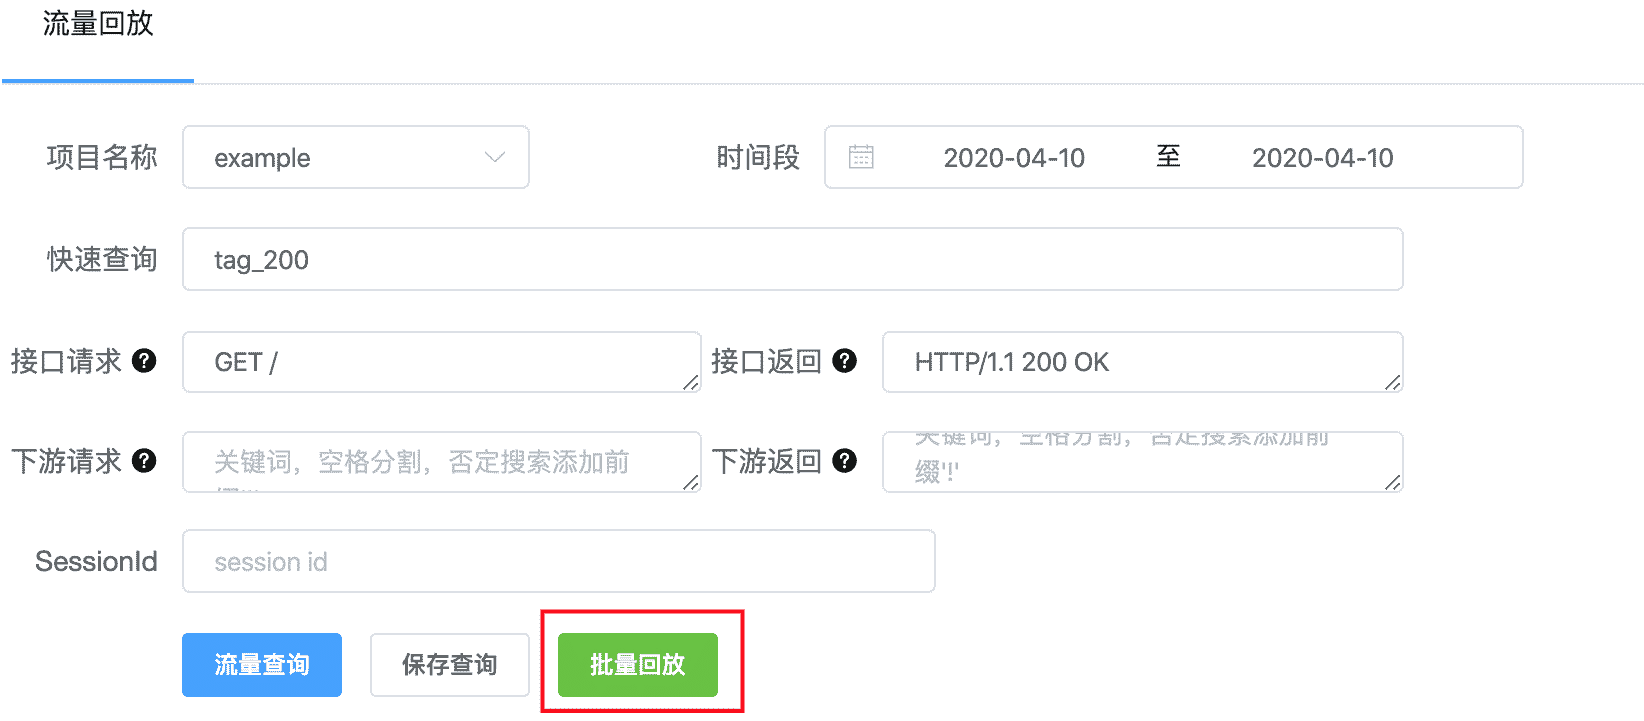 流量回放
项目名称 example 时间段 2020-04-10 至 2020-04-10
快速查询 tag_200
接口请求 ? GET / 接口返回 ? HTTP/1.1 200 OK
下游请求 ? 关键词，空格分割，否定搜索添加前 下游返回 ? 关键词，空格分割，否定搜索添加前
缀'!'
SessionId session id
流量查询 保存查询 批量回放